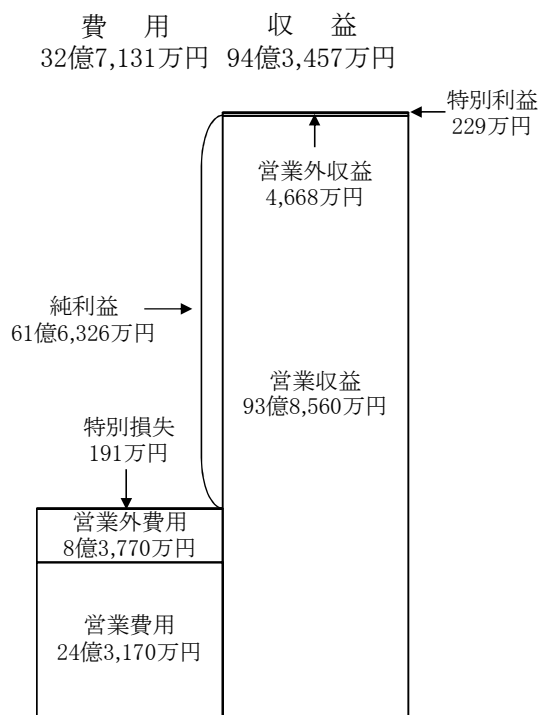 費　用　　収　益
32億7,131万円 94億3,457万円
特別利益
229万円
営業外収益
4,668万円
純利益
61億6,326万円
営業収益
93億8,560万円
特別損失
191万円
営業外費用
8億3,770万円
営業費用
24億3,170万円